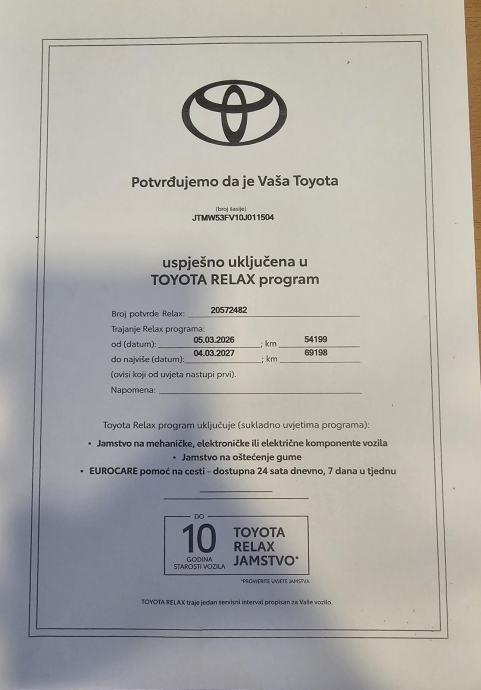 Potvrđujemo da je Vaša Toyota
(broj šasije)
JTMW53FV10J011504
uspješno uključena u
TOYOTA RELAX program
Broj potvrde Relax: 20572482
Trajanje Relax programa:
od (datum): 05.03.2026 ; km 54199
do najviše (datum): 04.03.2027 ; km 69198
(ovisi koji od uvjeta nastupi prvi).
Napomena:
Toyota Relax program uključuje (sukladno uvjetima programa):
• Jamstvo na mehaničke, elektroničke ili električne komponente vozila
• Jamstvo na oštećenje gume
• EUROCARE pomoć na cesti – dostupna 24 sata dnevno, 7 dana u tjednu
DO
10
GODINA
STAROSTI VOZILA
TOYOTA
RELAX
JAMSTVO*
*PROVJERITE UVJETE JAMSTVA
TOYOTA RELAX traje jedan servisni interval propisan za Vaše vozilo.